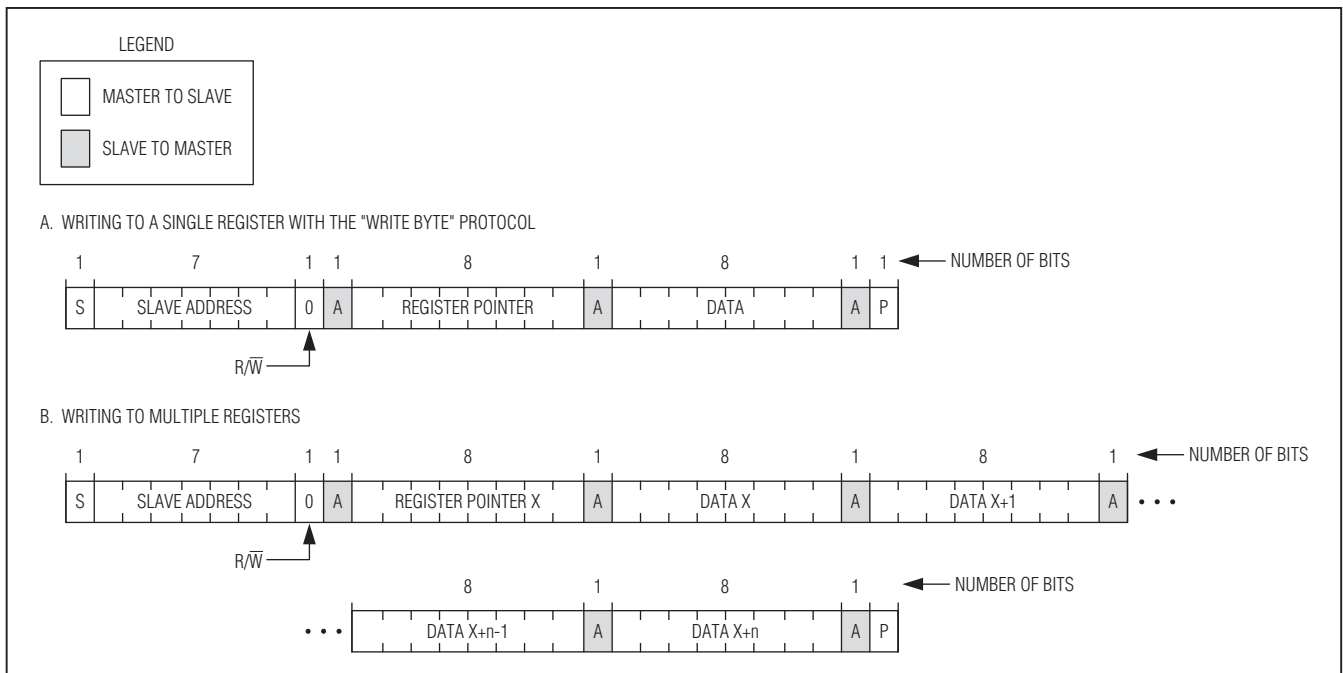 LEGEND
MASTER TO SLAVE
SLAVE TO MASTER
A. WRITING TO A SINGLE REGISTER WITH THE "WRITE BYTE" PROTOCOL
1 7 1 1 8 1 8 1 1 NUMBER OF BITS
S SLAVE ADDRESS 0 A REGISTER POINTER A DATA A P
R/W̅
B. WRITING TO MULTIPLE REGISTERS
1 7 1 1 8 1 8 1 8 1 NUMBER OF BITS
S SLAVE ADDRESS 0 A REGISTER POINTER X A DATA X A DATA X+1 A • • •
R/W̅
8 1 8 1 NUMBER OF BITS
• • • DATA X+n-1 A DATA X+n A P